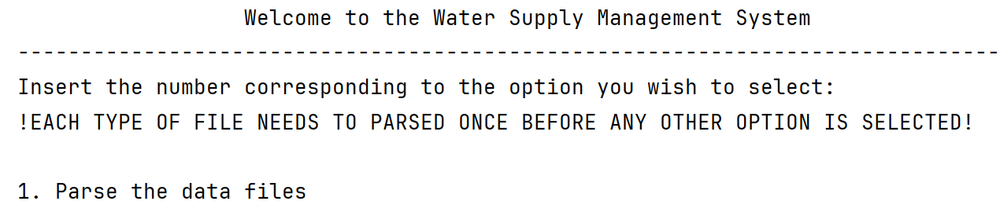 Welcome to the Water Supply Management System
------------------------------------------------------------------------------
Insert the number corresponding to the option you wish to select:
!EACH TYPE OF FILE NEEDS TO PARSED ONCE BEFORE ANY OTHER OPTION IS SELECTED!
1. Parse the data files